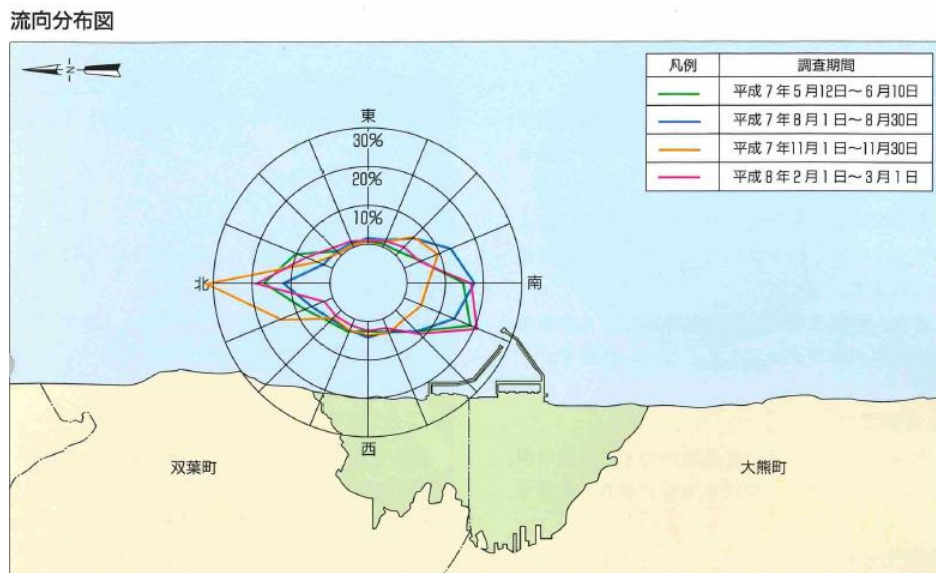 流向分布図
N
凡例 調査期間
平成7年5月12日～6月10日
平成7年8月1日～8月30日
平成7年11月1日～11月30日
平成8年2月1日～3月1日
東
30%
20%
10%
北
南
西
双葉町
大熊町